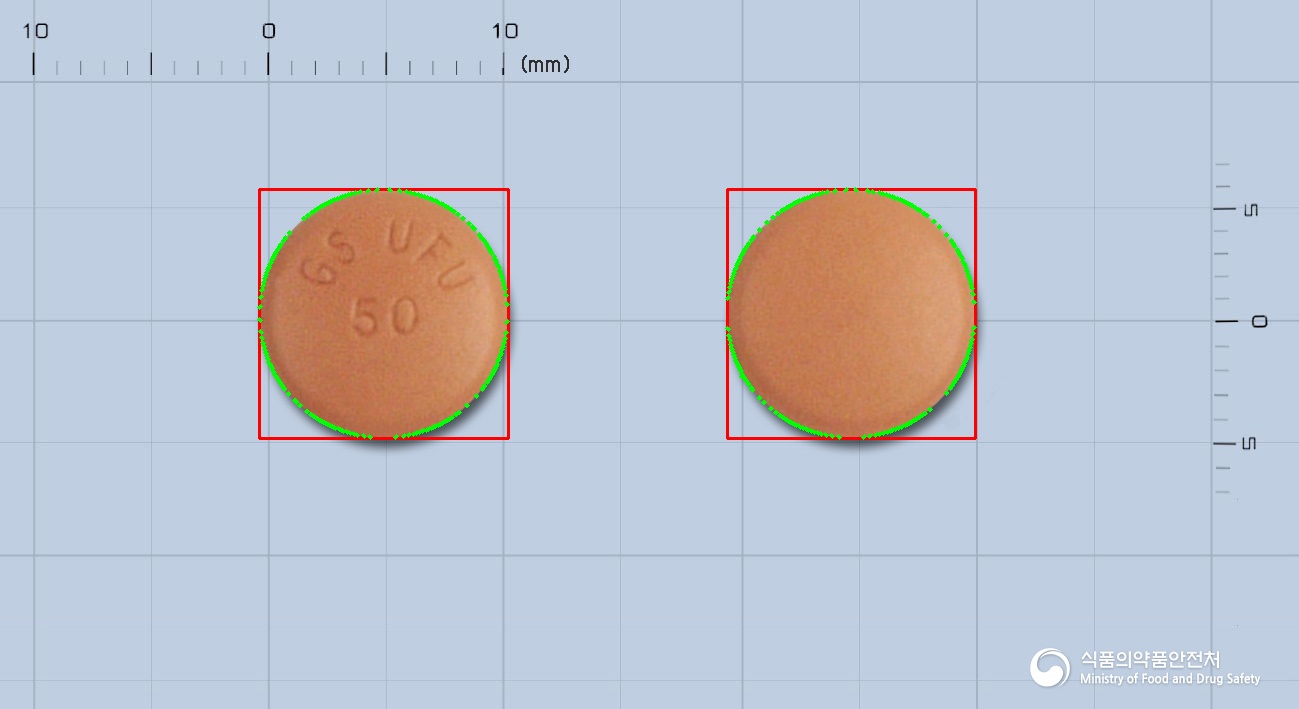 10 0 10
(mm)
GS UFU
50
5
0
5
식품의약품안전처
Ministry of Food and Drug Safety